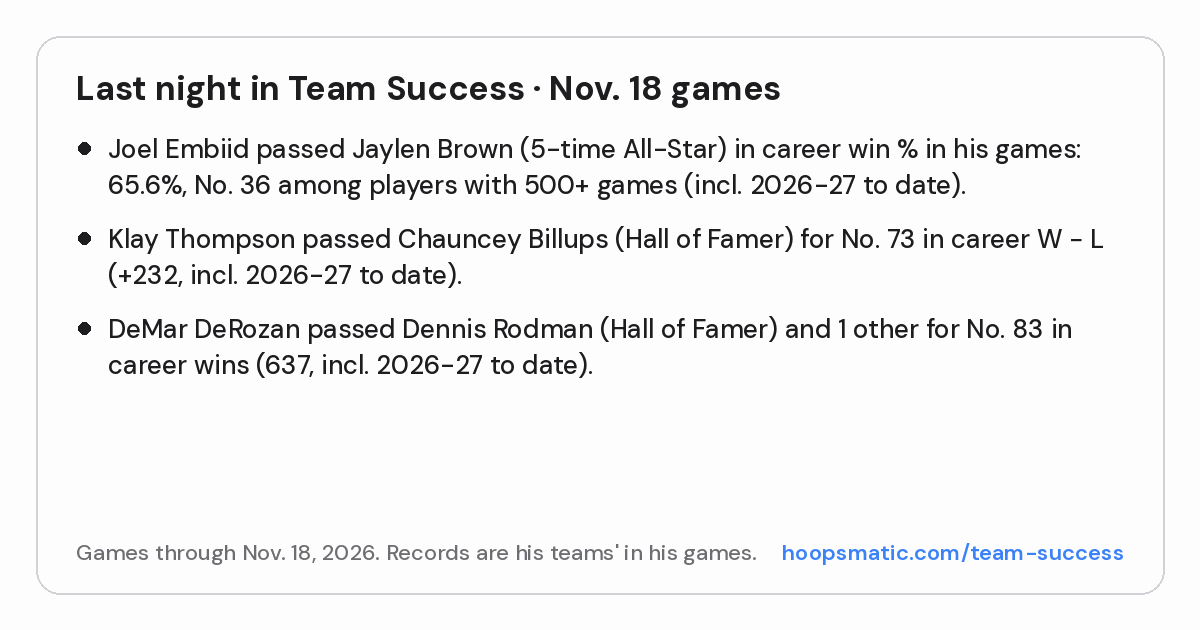 Last night in Team Success · Nov. 18 games
● Joel Embiid passed Jaylen Brown (5-time All-Star) in career win % in his games:
65.6%, No. 36 among players with 500+ games (incl. 2026-27 to date).
● Klay Thompson passed Chauncey Billups (Hall of Famer) for No. 73 in career W - L
(+232, incl. 2026-27 to date).
● DeMar DeRozan passed Dennis Rodman (Hall of Famer) and 1 other for No. 83 in
career wins (637, incl. 2026-27 to date).
Games through Nov. 18, 2026. Records are his teams' in his games. hoopsmatic.com/team-success